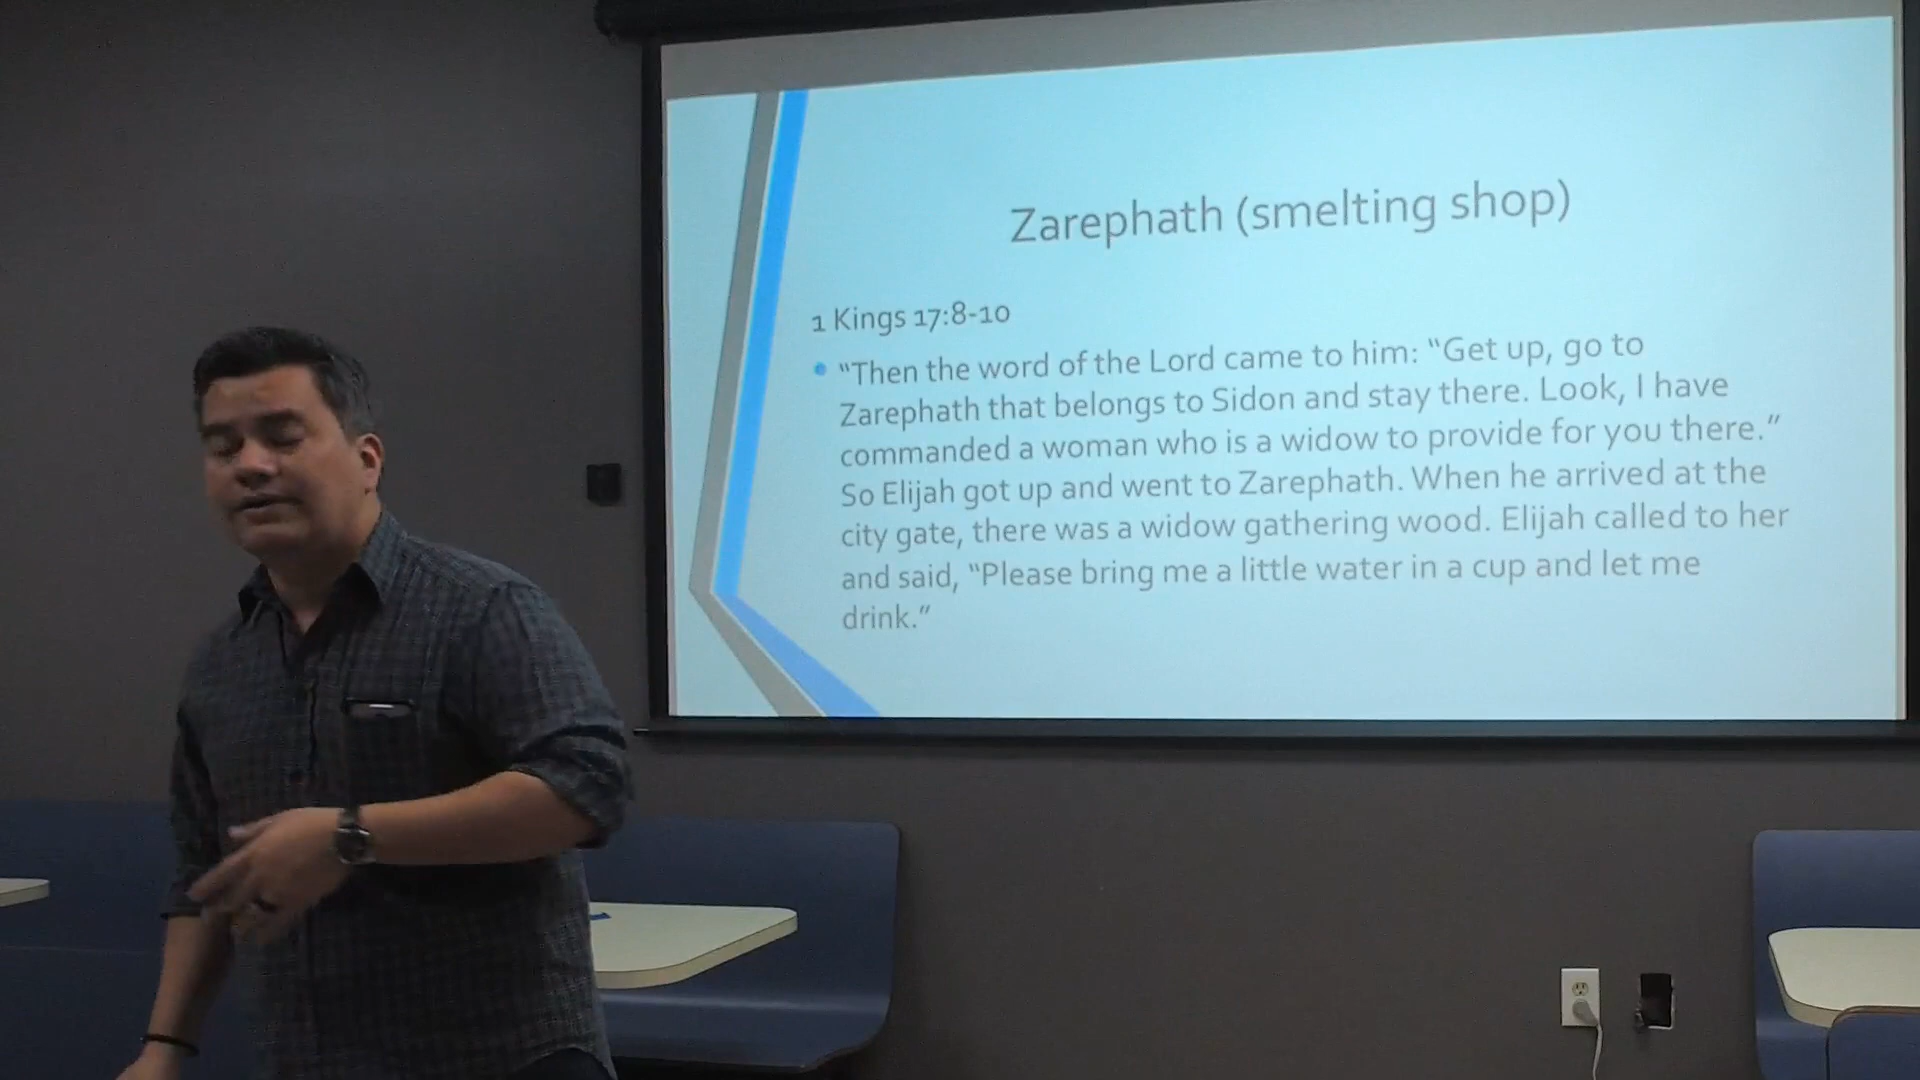 Zarephath (smelting shop)
1 Kings 17:8-10
• “Then the word of the Lord came to him: “Get up, go to
Zarephath that belongs to Sidon and stay there. Look, I have
commanded a woman who is a widow to provide for you there.”
So Elijah got up and went to Zarephath. When he arrived at the
city gate, there was a widow gathering wood. Elijah called to her
and said, “Please bring me a little water in a cup and let me
drink.”